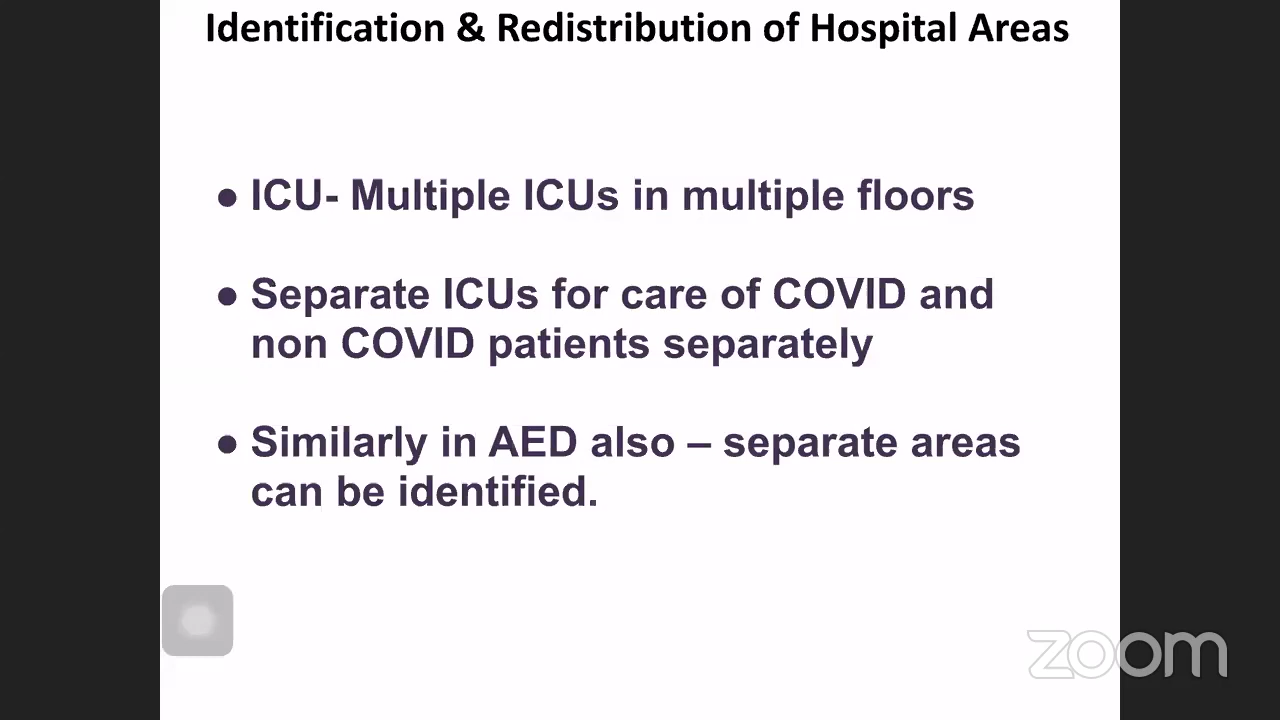 Identification & Redistribution of Hospital Areas
● ICU- Multiple ICUs in multiple floors
● Separate ICUs for care of COVID and
non COVID patients separately
● Similarly in AED also – separate areas
can be identified.
zoom